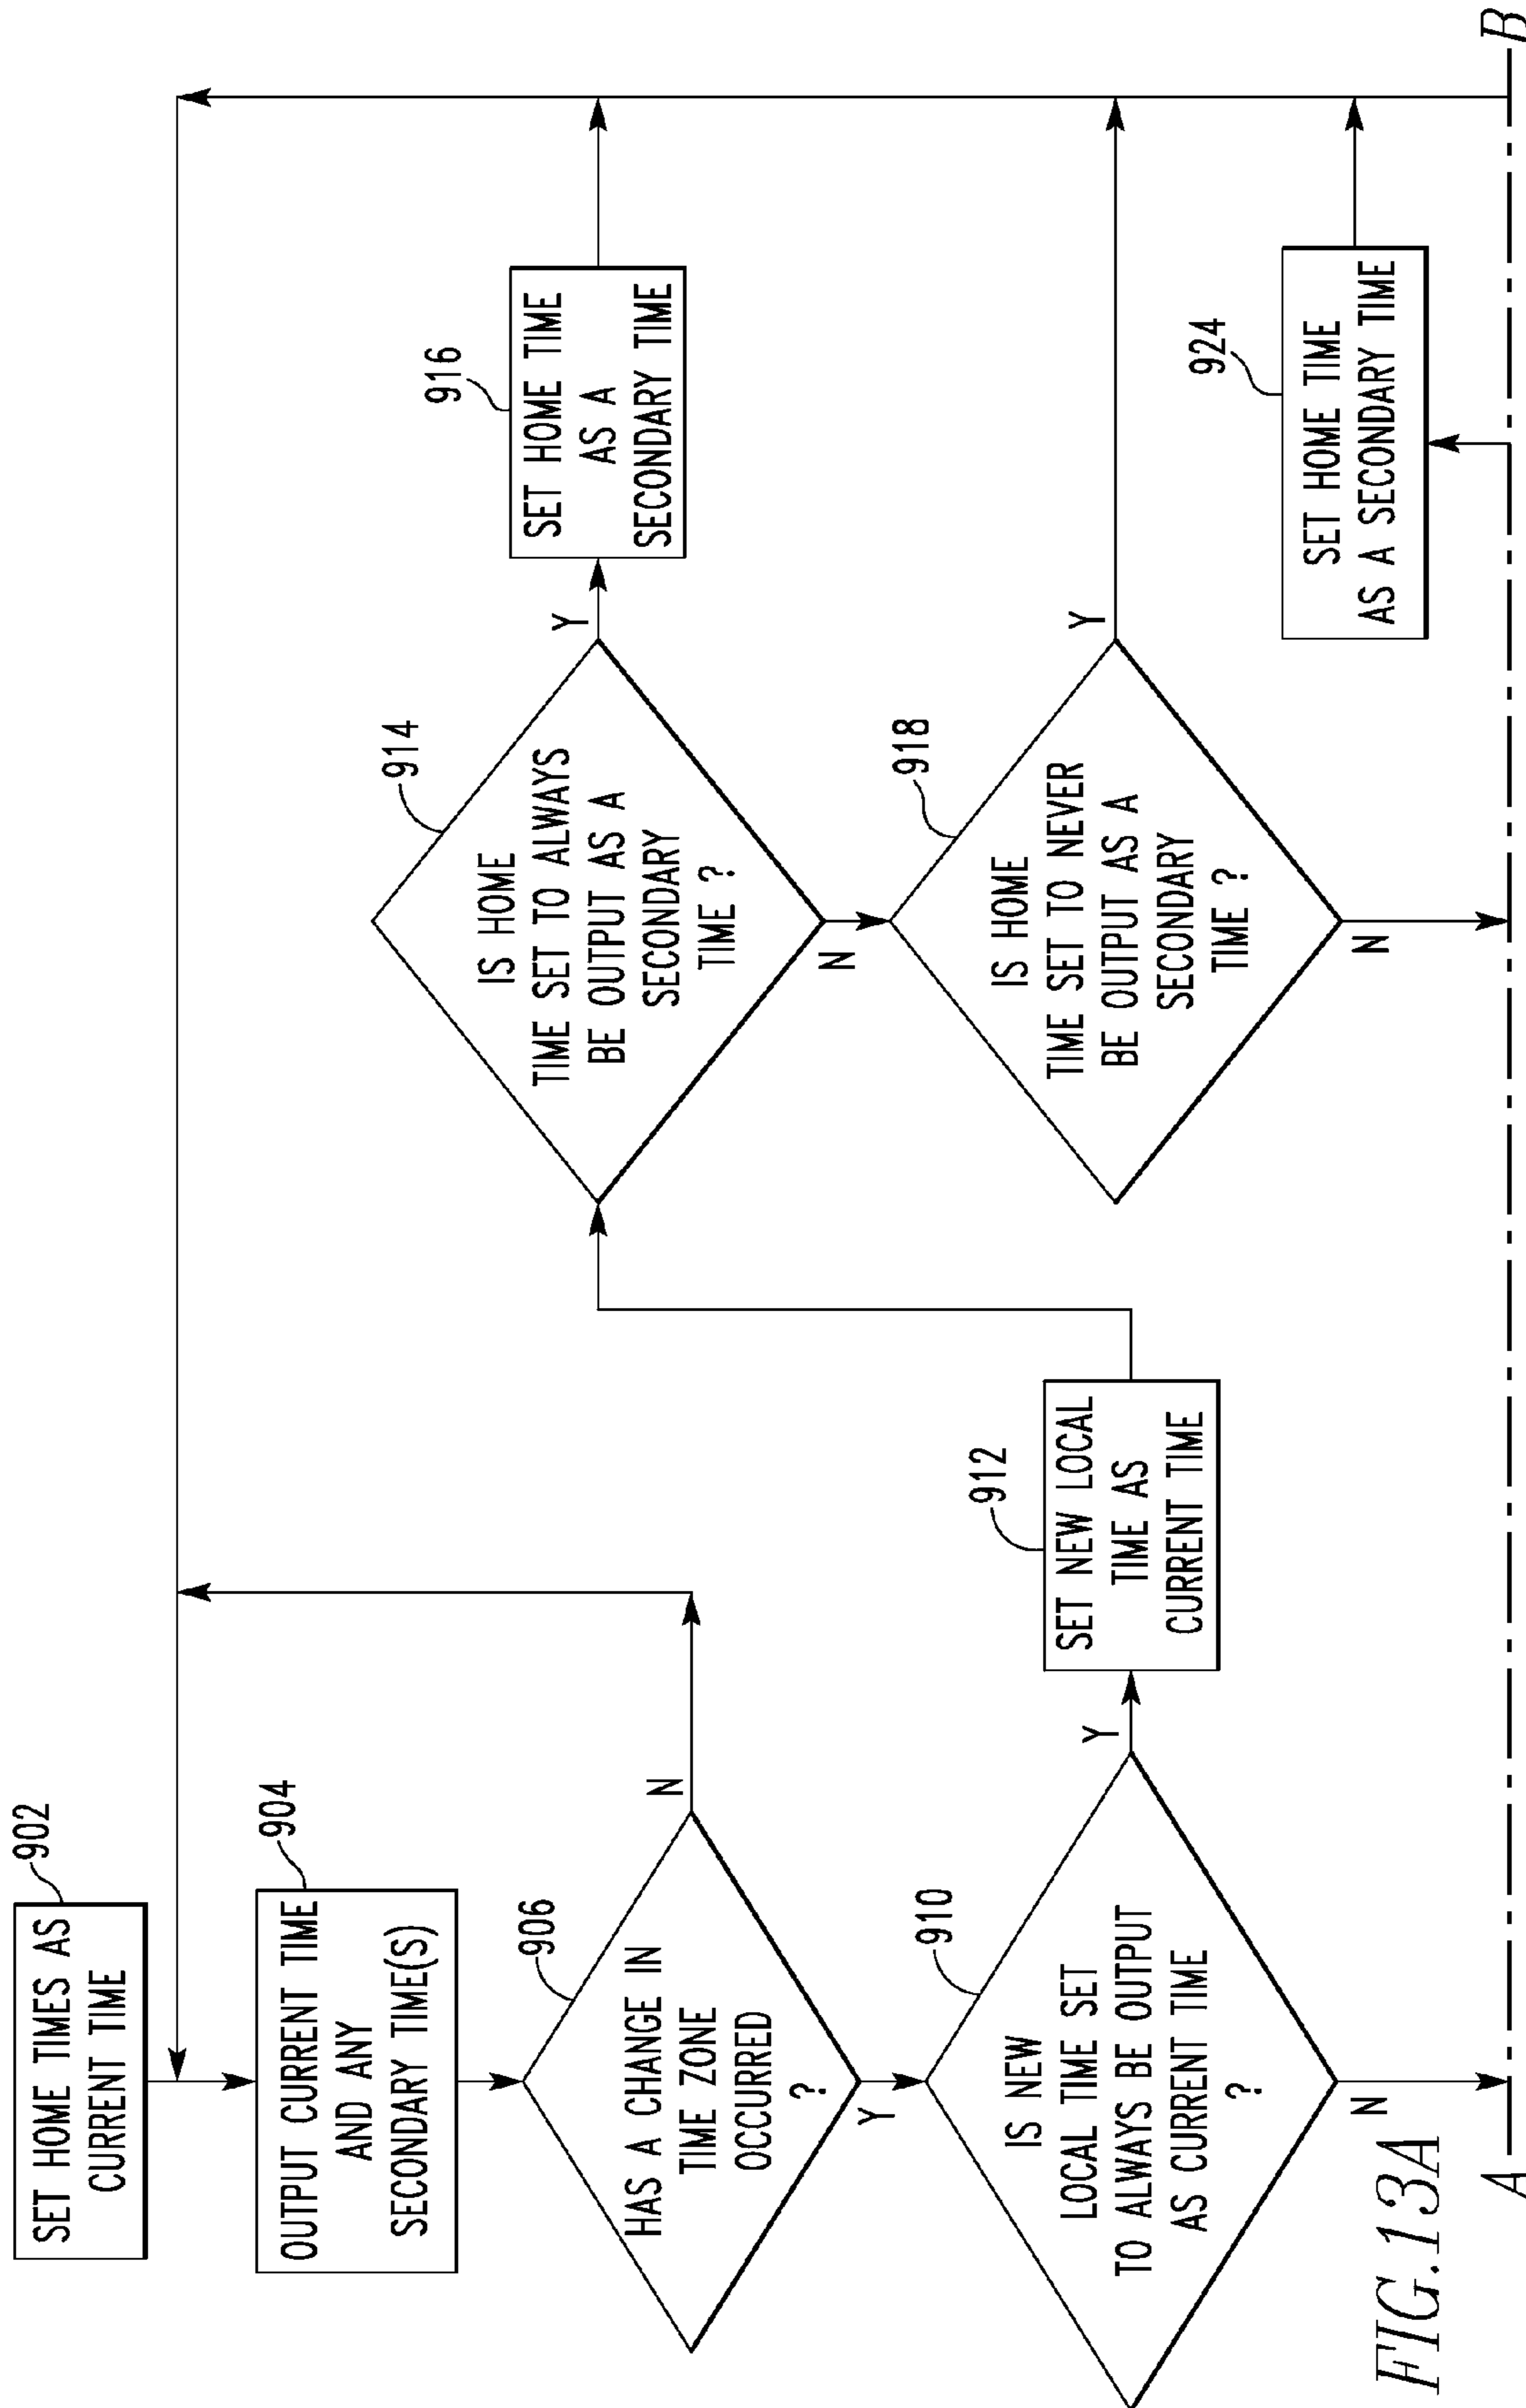 902
SET HOME TIMES AS
CURRENT TIME
904
OUTPUT CURRENT TIME
AND ANY
SECONDARY TIME(S)
906
HAS A CHANGE IN
TIME ZONE
OCCURRED
?
N
Y
910
IS NEW
LOCAL TIME SET
TO ALWAYS BE OUTPUT
AS CURRENT TIME
?
Y
N
912
SET NEW LOCAL
TIME AS
CURRENT TIME
914
IS HOME
TIME SET TO ALWAYS
BE OUTPUT AS A
SECONDARY
TIME ?
Y
N
916
SET HOME TIME
AS A
SECONDARY TIME
918
IS HOME
TIME SET TO NEVER
BE OUTPUT AS A
SECONDARY
TIME ?
Y
N
924
SET HOME TIME
AS A SECONDARY TIME
FIG.13A
A
B